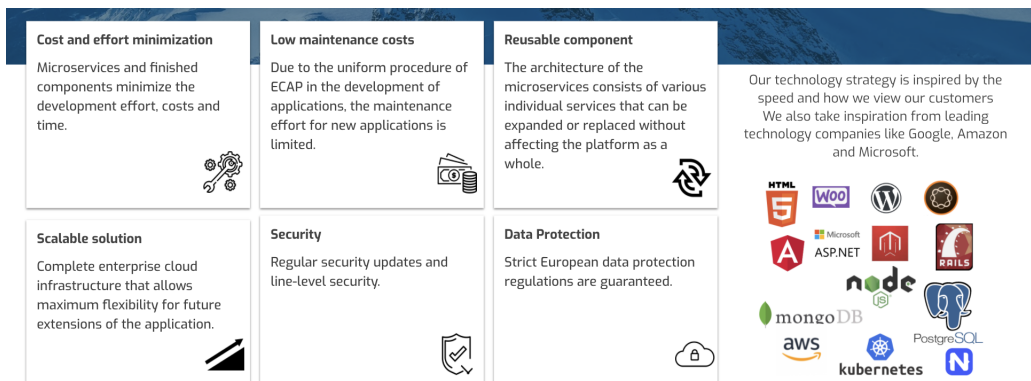 Cost and effort minimization
Microservices and finished
components minimize the
development effort, costs and
time.
Low maintenance costs
Due to the uniform procedure of
ECAP in the development of
applications, the maintenance
effort for new applications is
limited.
Reusable component
The architecture of the
microservices consists of various
individual services that can be
expanded or replaced without
affecting the platform as a
whole.
Scalable solution
Complete enterprise cloud
infrastructure that allows
maximum flexibility for future
extensions of the application.
Security
Regular security updates and
line-level security.
Data Protection
Strict European data protection
regulations are guaranteed.
Our technology strategy is inspired by the
speed and how we view our customers
We also take inspiration from leading
technology companies like Google, Amazon
and Microsoft.
HTML
5
WOO
W
A
Microsoft
ASP.NET
RAILS
node
JS
mongoDB
PostgreSQL
aws
kubernetes
N